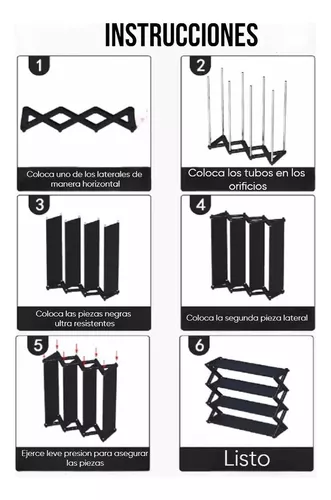 INSTRUCCIONES
1
Coloca uno de los laterales de
manera horizontal
2
Coloca los tubos en los
orificios
3
Coloca las piezas negras
ultra resistentes
4
Coloca la segunda pieza lateral
5
Ejerce leve presion para asegurar
las piezas
6
Listo